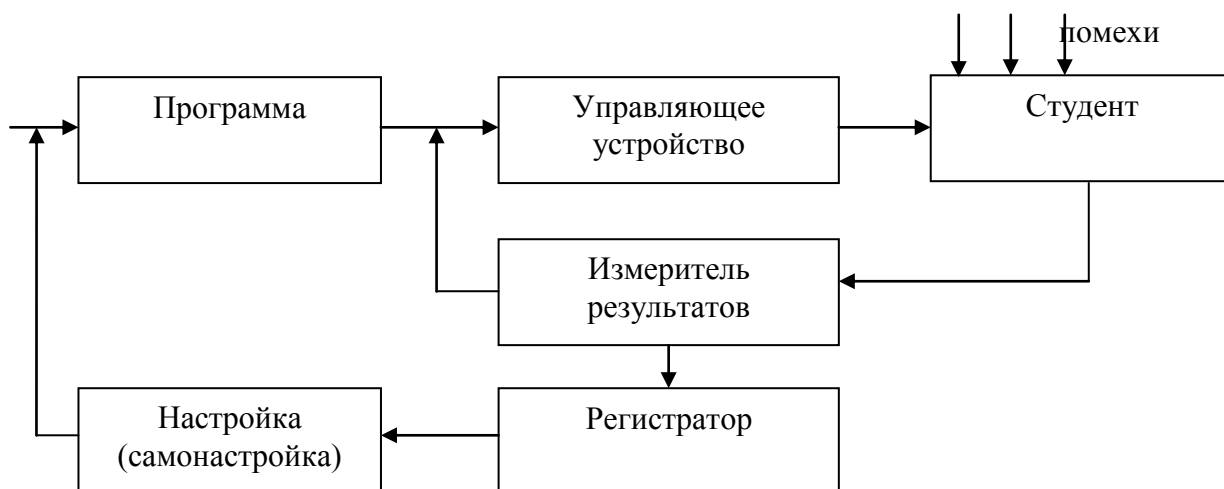 помехи
Программа
Управляющее
устройство
Студент
Измеритель
результатов
Настройка
(самонастройка)
Регистратор